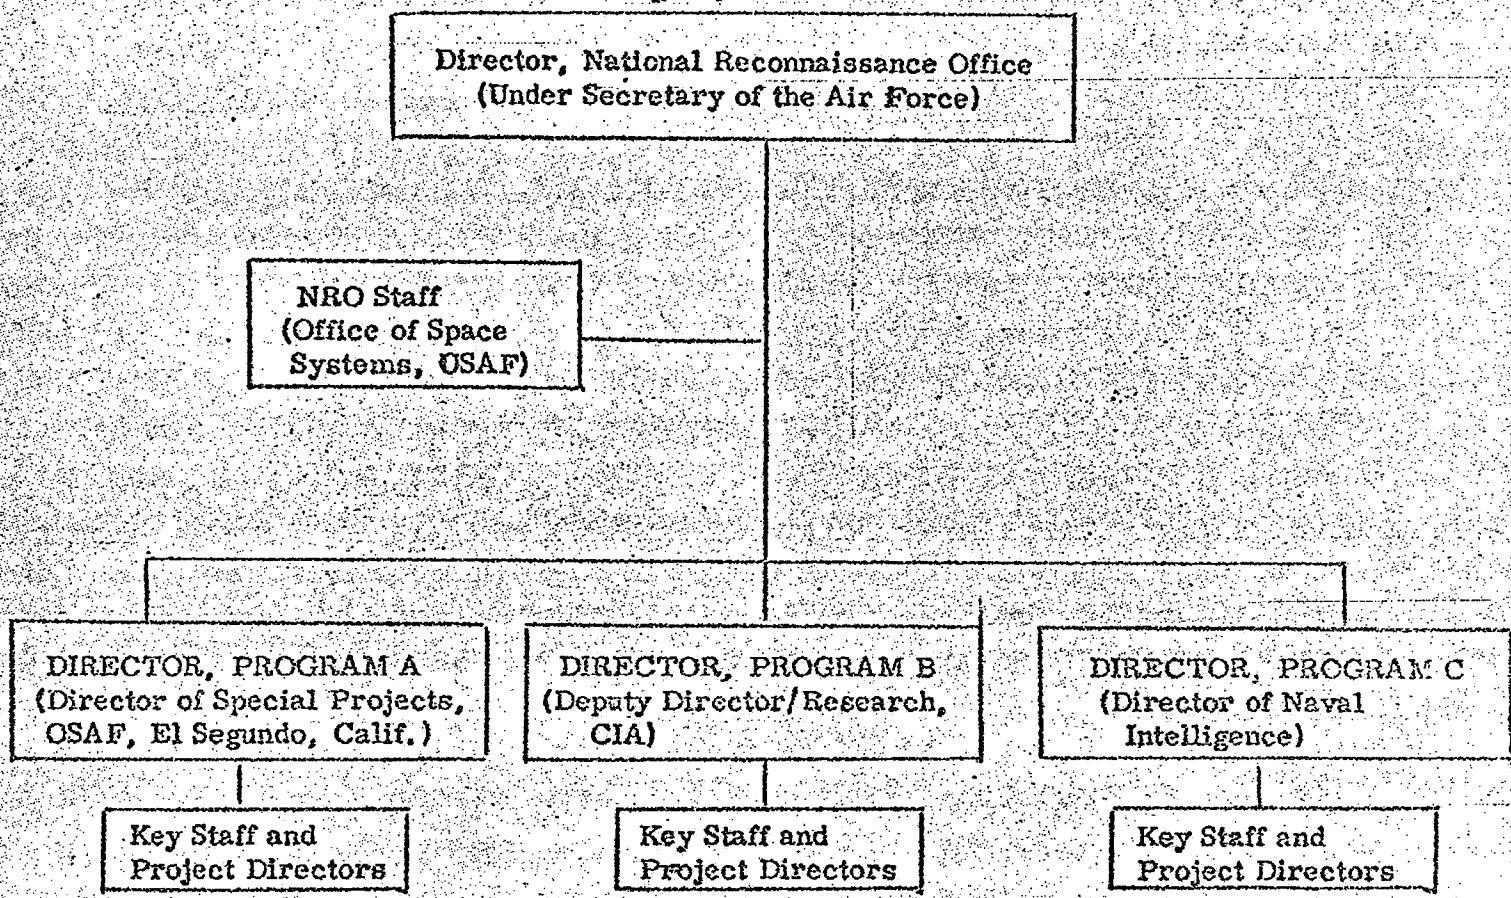 Director, National Reconnaissance Office
(Under Secretary of the Air Force)
NRO Staff
(Office of Space
Systems, OSAF)
DIRECTOR, PROGRAM A
(Director of Special Projects,
OSAF, El Segundo, Calif.)
DIRECTOR, PROGRAM B
(Deputy Director/Research,
CIA)
DIRECTOR, PROGRAM C
(Director of Naval
Intelligence)
Key Staff and
Project Directors
Key Staff and
Project Directors
Key Staff and
Project Directors